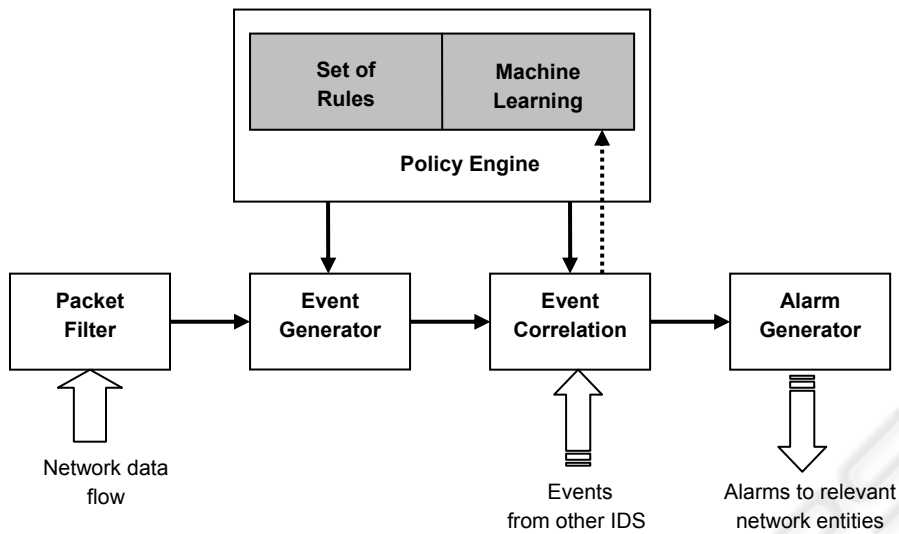 Set of
Rules
Machine
Learning
Policy Engine
Packet
Filter
Event
Generator
Event
Correlation
Alarm
Generator
Network data
flow
Events
from other IDS
Alarms to relevant
network entities